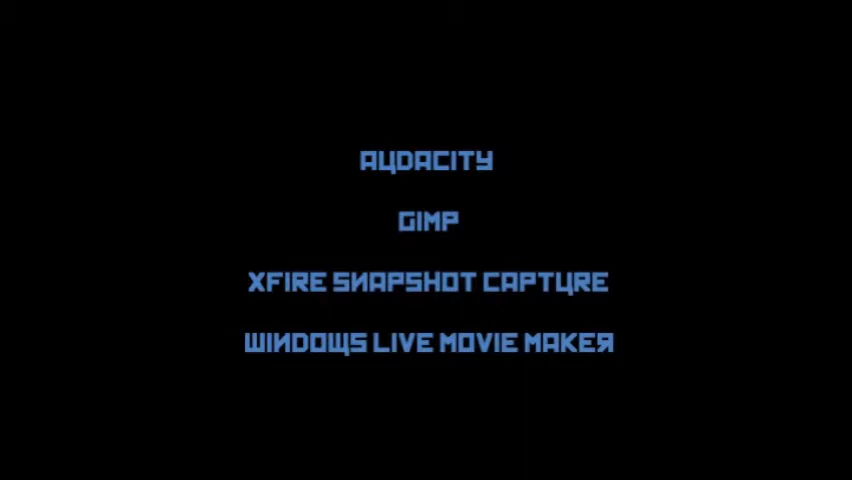 AUDACITY
GIMP
XFIRE SNAPSHOT CAPTURE
WINDOWS LIVE MOVIE MAKER